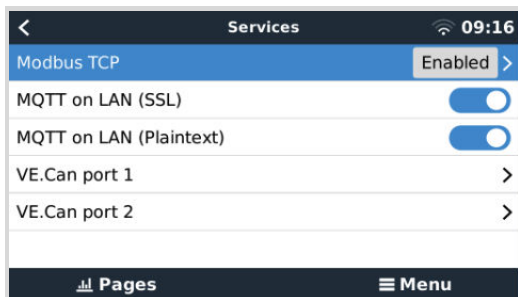 Services 09:16
Modbus TCP Enabled
MQTT on LAN (SSL)
MQTT on LAN (Plaintext)
VE.Can port 1
VE.Can port 2
Pages Menu